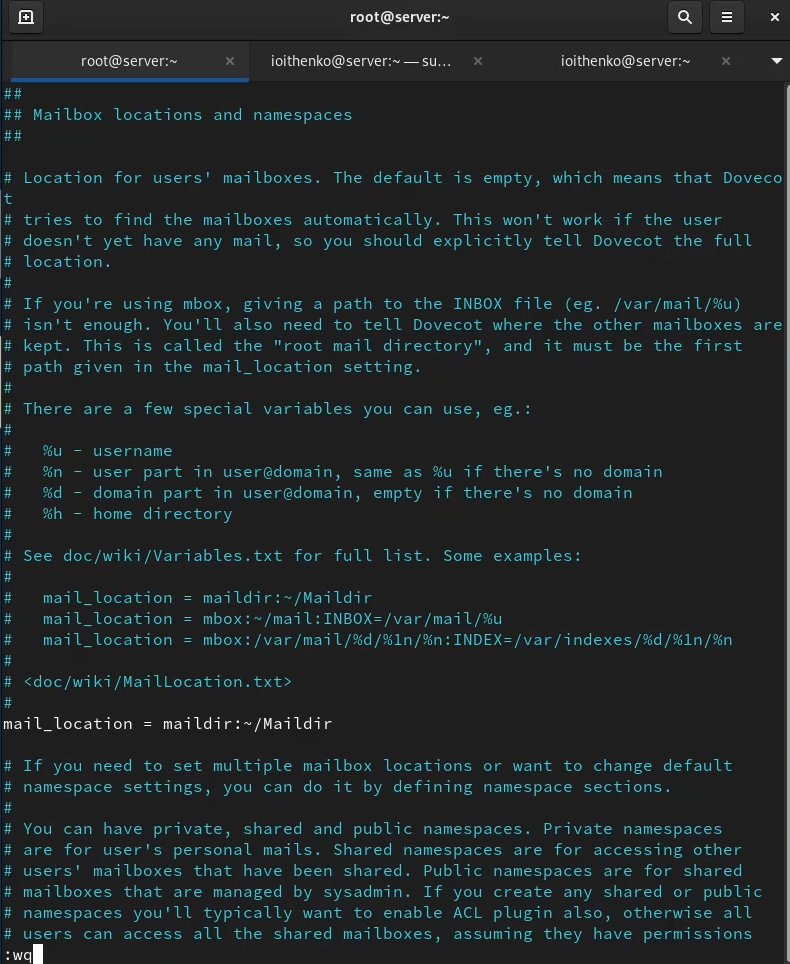 root@server:~
root@server:~
ioithenko@server:~ — su…
ioithenko@server:~
##
## Mailbox locations and namespaces
##
# Location for users' mailboxes. The default is empty, which means that Doveco
t
# tries to find the mailboxes automatically. This won't work if the user
# doesn't yet have any mail, so you should explicitly tell Dovecot the full
# location.
#
# If you're using mbox, giving a path to the INBOX file (eg. /var/mail/%u)
# isn't enough. You'll also need to tell Dovecot where the other mailboxes are
# kept. This is called the "root mail directory", and it must be the first
# path given in the mail_location setting.
#
# There are a few special variables you can use, eg.:
#
#   %u - username
#   %n - user part in user@domain, same as %u if there's no domain
#   %d - domain part in user@domain, empty if there's no domain
#   %h - home directory
#
# See doc/wiki/Variables.txt for full list. Some examples:
#
#   mail_location = maildir:~/Maildir
#   mail_location = mbox:~/mail:INBOX=/var/mail/%u
#   mail_location = mbox:/var/mail/%d/%1n/%n:INDEX=/var/indexes/%d/%1n/%n
#
# <doc/wiki/MailLocation.txt>
#
mail_location = maildir:~/Maildir
# If you need to set multiple mailbox locations or want to change default
# namespace settings, you can do it by defining namespace sections.
#
# You can have private, shared and public namespaces. Private namespaces
# are for user's personal mails. Shared namespaces are for accessing other
# users' mailboxes that have been shared. Public namespaces are for shared
# mailboxes that are managed by sysadmin. If you create any shared or public
# namespaces you'll typically want to enable ACL plugin also, otherwise all
# users can access all the shared mailboxes, assuming they have permissions
:wq